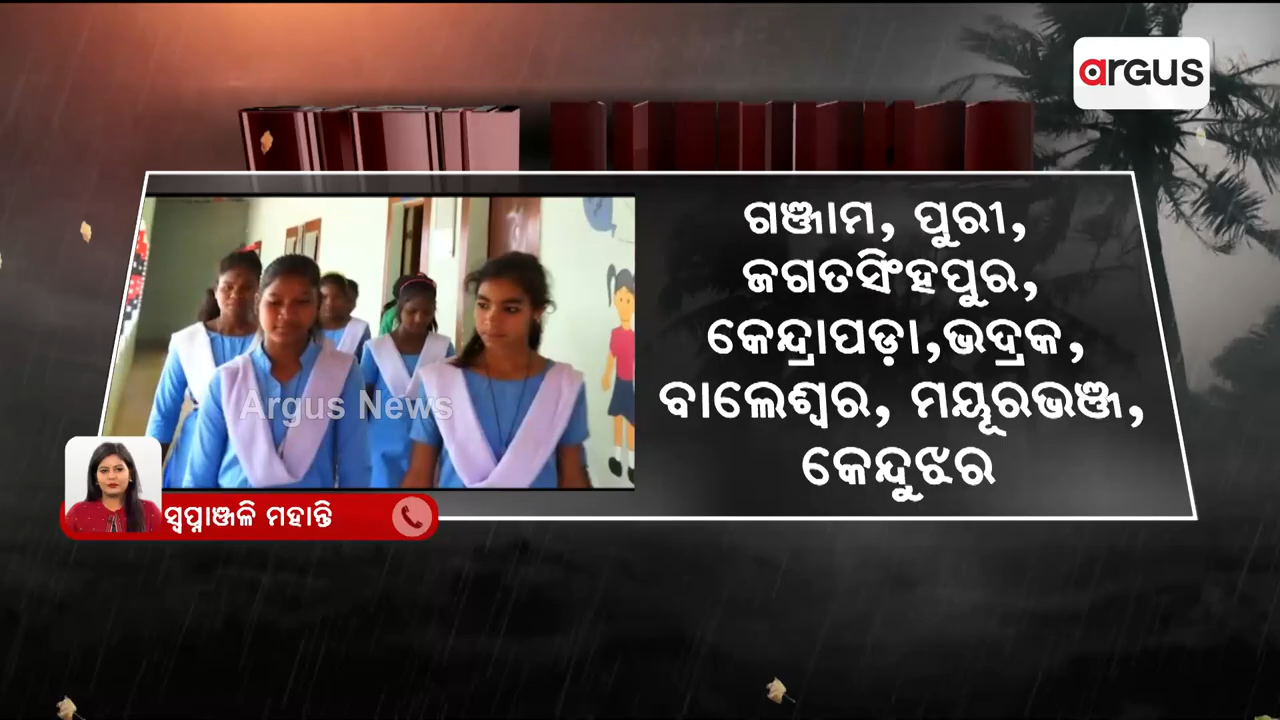 argus
ଗଞ୍ଜାମ, ପୁରୀ,
ଜଗତସିଂହପୁର,
କେନ୍ଦ୍ରାପଡ଼ା,ଭଦ୍ରକ,
ବାଲେଶ୍ୱର, ମୟୂରଭଞ୍ଜ,
କେନ୍ଦୁଝର
Argus News
ସ୍ୱପ୍ନାଞ୍ଜଳି ମହାନ୍ତି